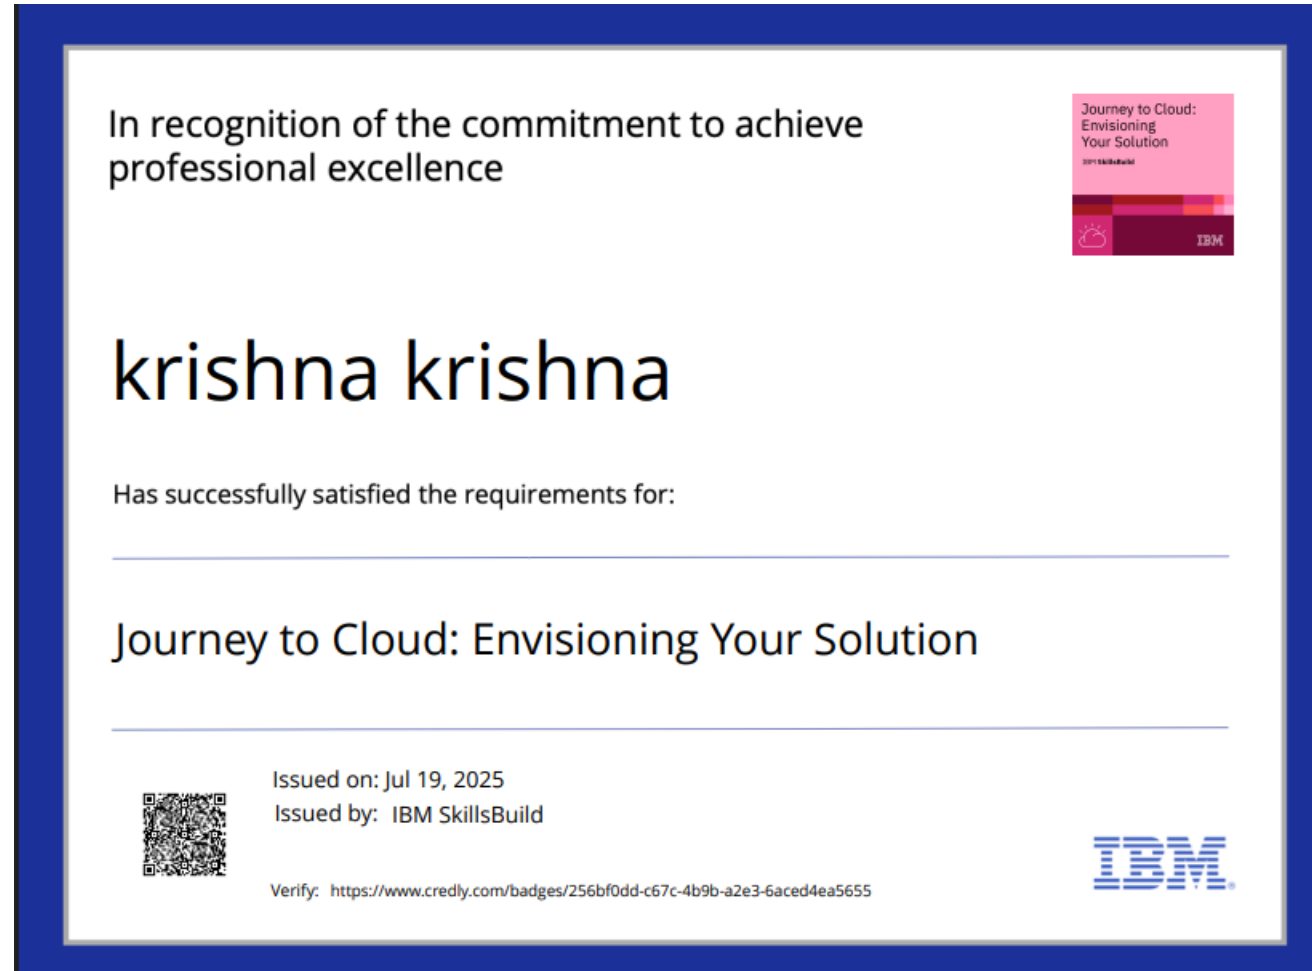 In recognition of the commitment to achieve
professional excellence
Journey to Cloud:
Envisioning
Your Solution
IBM SkillsBuild
IBM
krishna krishna
Has successfully satisfied the requirements for:
Journey to Cloud: Envisioning Your Solution
Issued on: Jul 19, 2025
Issued by: IBM SkillsBuild
Verify: https://www.credly.com/badges/256bf0dd-c67c-4b9b-a2e3-6aced4ea5655
IBM®